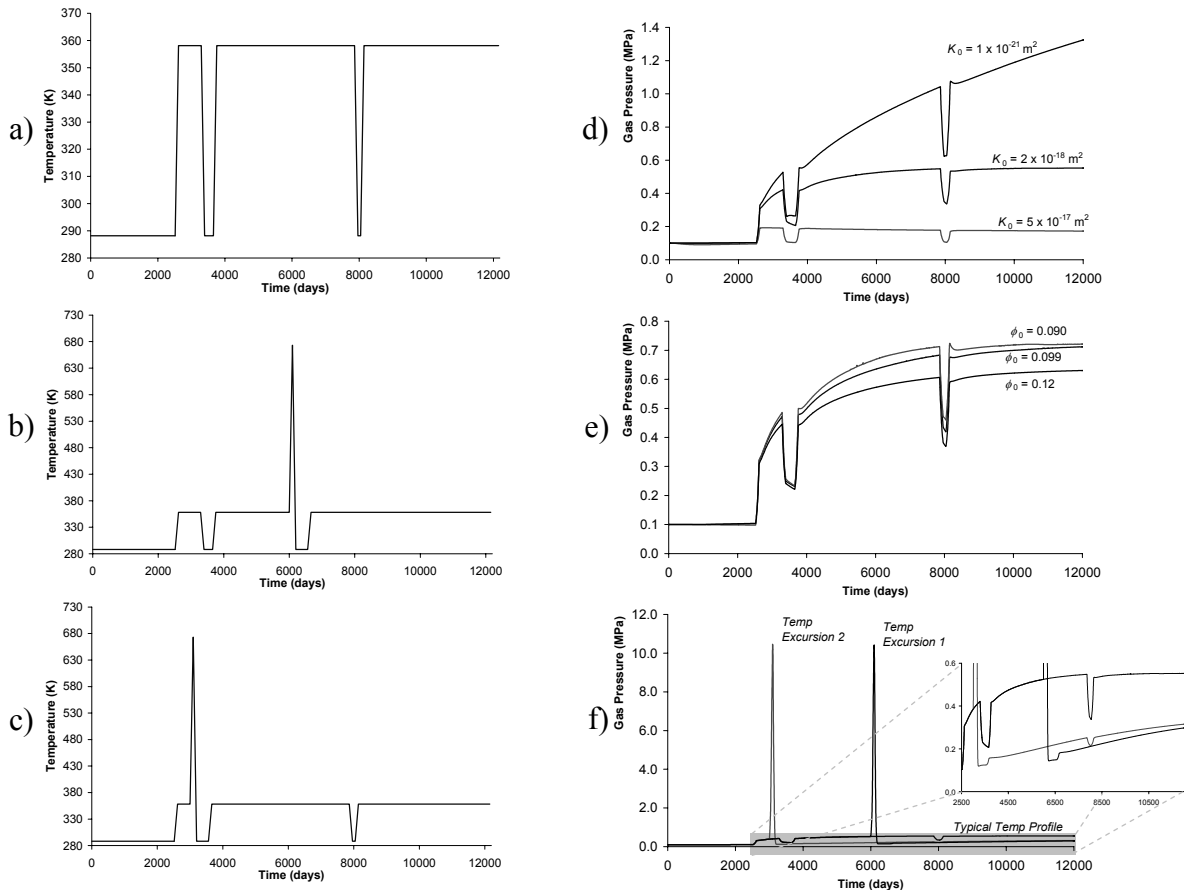 a)
Temperature (K)
360
350
340
330
320
310
300
290
280
0 2000 4000 6000 8000 10000 12000
Time (days)
b)
Temperature (K)
730
680
630
580
530
480
430
380
330
280
0 2000 4000 6000 8000 10000 12000
Time (days)
c)
Temperature (K)
730
680
630
580
530
480
430
380
330
280
0 2000 4000 6000 8000 10000 12000
Time (days)
d)
Gas Pressure (MPa)
1.4
1.2
1.0
0.8
0.6
0.4
0.2
0.0
K₀ = 1 x 10⁻²¹ m²
K₀ = 2 x 10⁻¹⁸ m²
K₀ = 5 x 10⁻¹⁷ m²
0 2000 4000 6000 8000 10000 12000
Time (days)
e)
Gas Pressure (MPa)
0.8
0.7
0.6
0.5
0.4
0.3
0.2
0.1
0.0
ϕ₀ = 0.090
ϕ₀ = 0.099
ϕ₀ = 0.12
0 2000 4000 6000 8000 10000 12000
Time (days)
f)
Gas Pressure (MPa)
12.0
10.0
8.0
6.0
4.0
2.0
0.0
Temp
Excursion 2
Temp
Excursion 1
0.6
0.4
0.2
0,0
2500 4500 6500 8500 10500
Typical Temp Profile
0 2000 4000 6000 8000 10000 12000
Time (days)